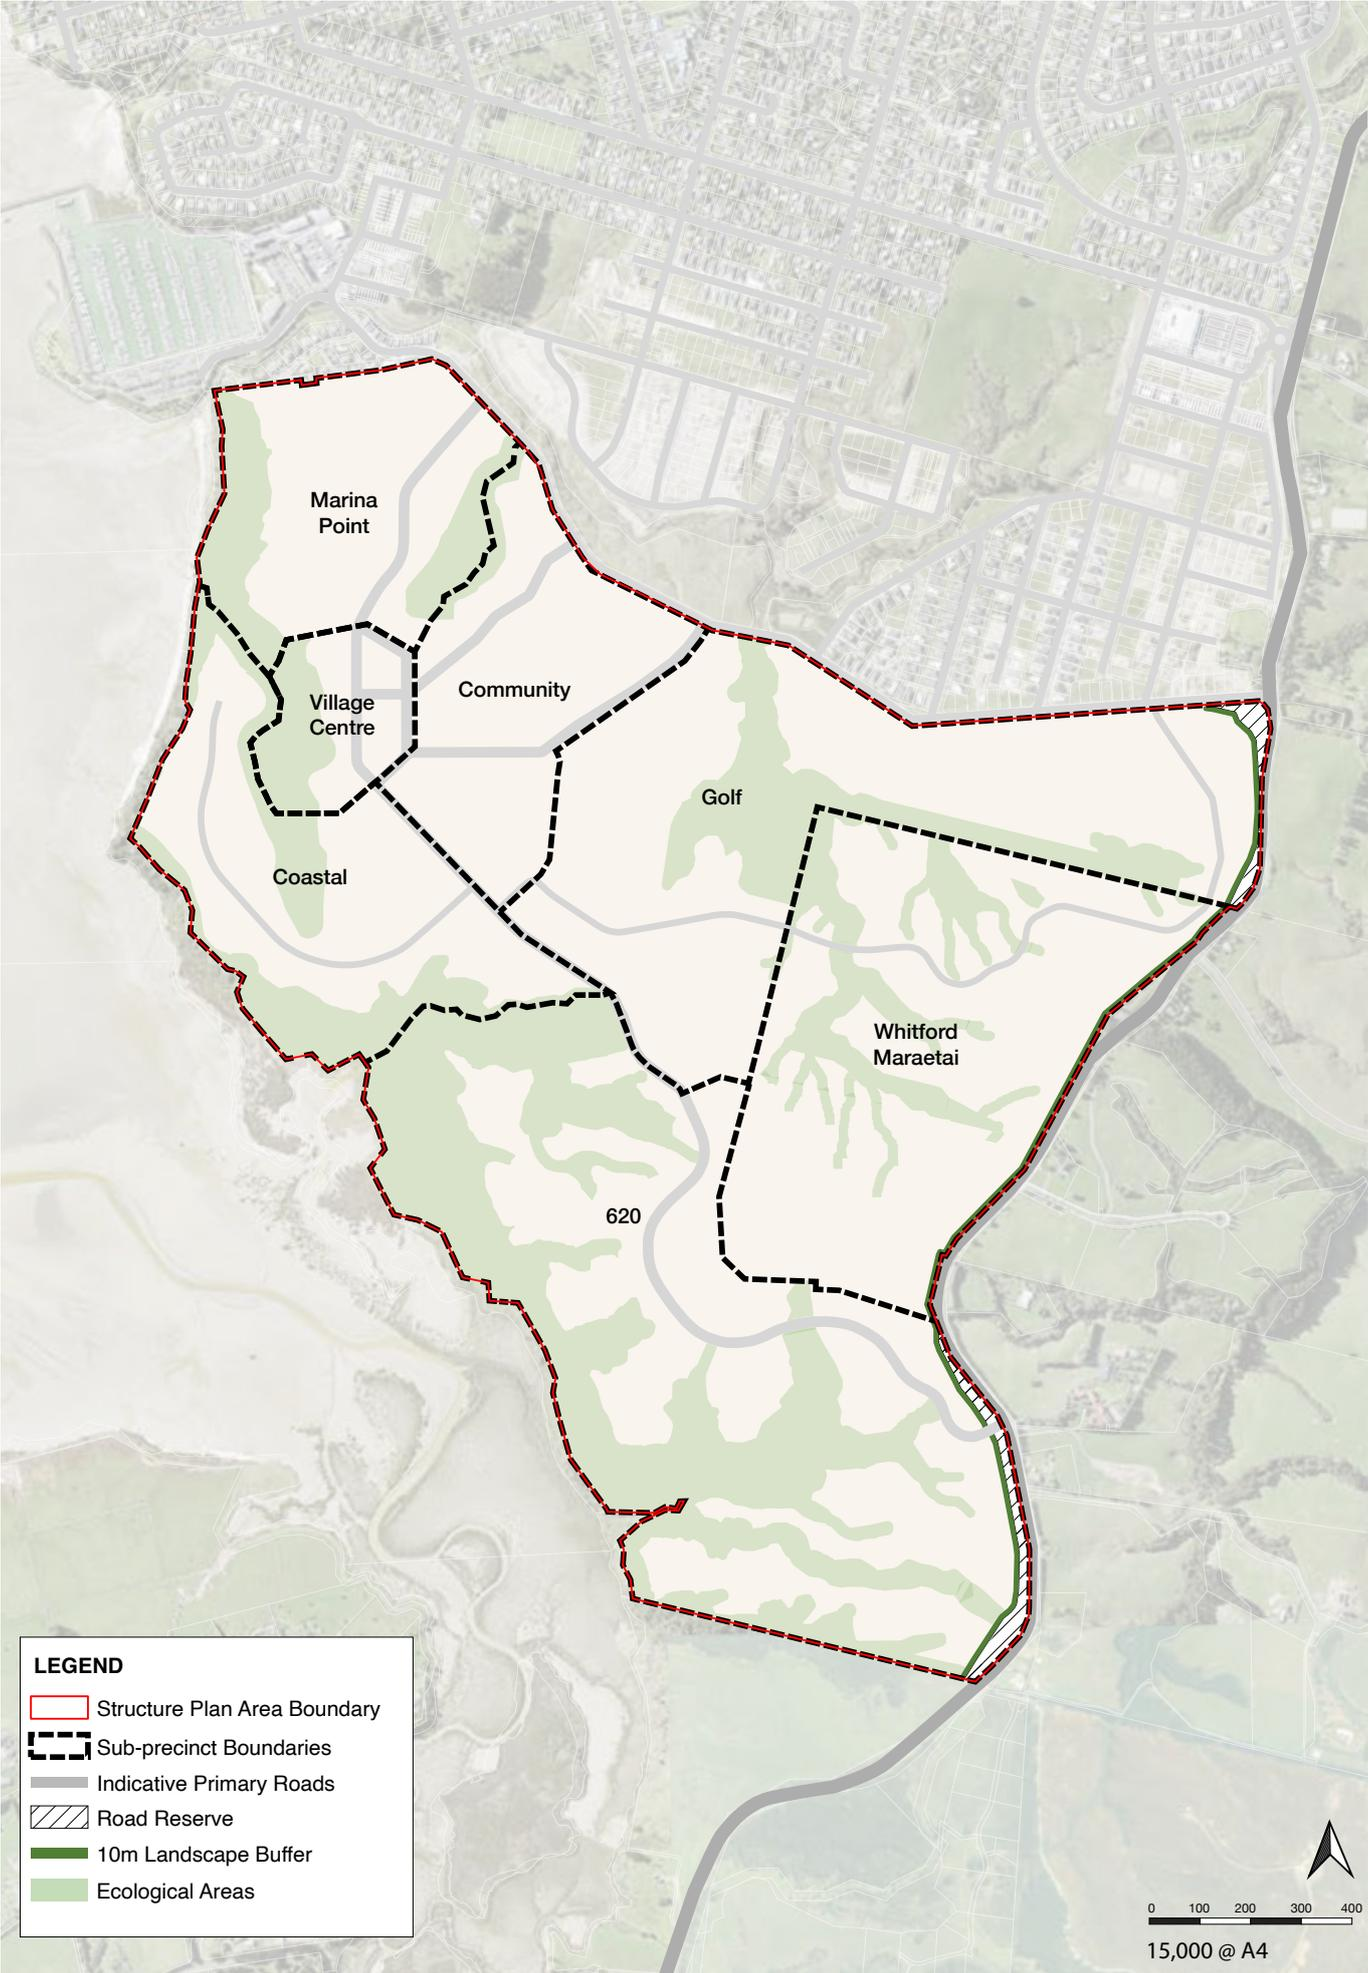 Marina
Point
Village
Centre
Community
Golf
Coastal
Whitford
Maraetai
620
LEGEND
Structure Plan Area Boundary
Sub-precinct Boundaries
Indicative Primary Roads
Road Reserve
10m Landscape Buffer
Ecological Areas
0 100 200 300 400
15,000 @ A4